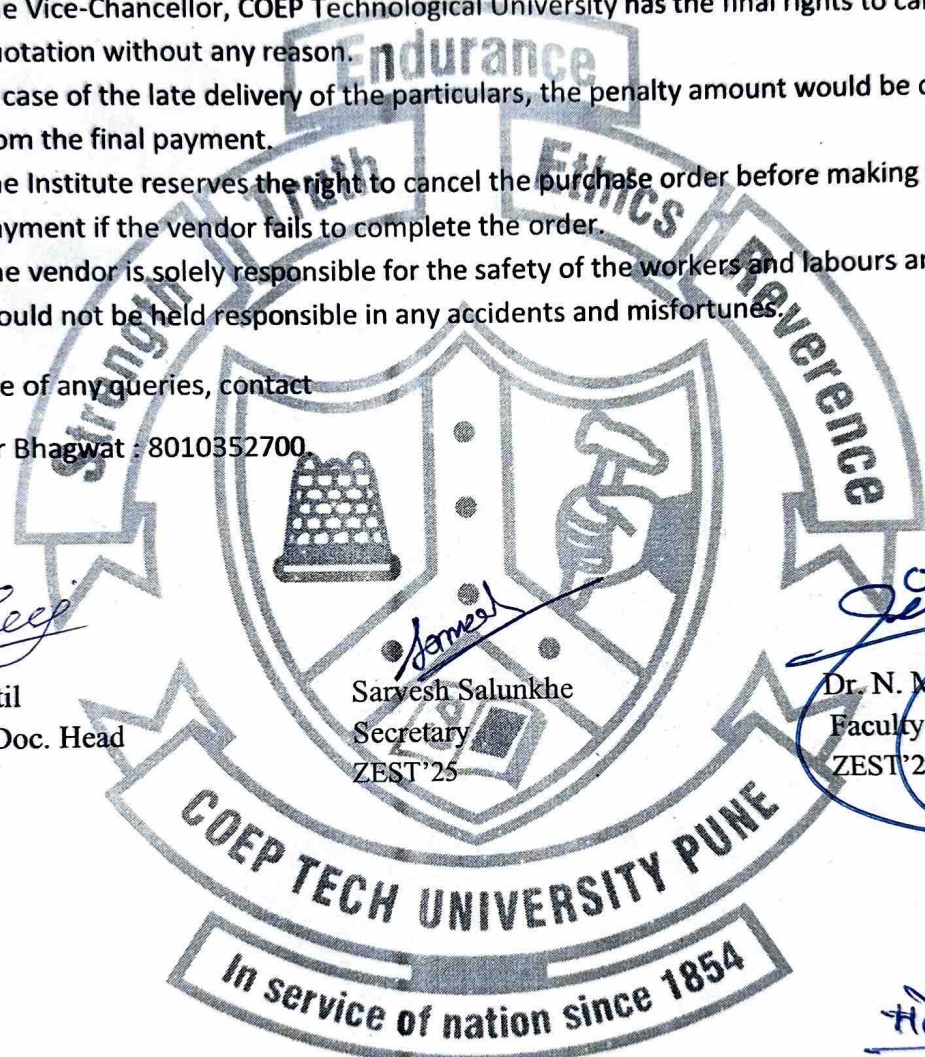 he Vice-Chancellor, COEP Technological University has the final rights to ca
uotation without any reason.
case of the late delivery of the particulars, the penalty amount would be
om the final payment.
he Institute reserves the right to cancel the purchase order before making
ayment if the vendor fails to complete the order.
he vendor is solely responsible for the safety of the workers and labours a
ould not be held responsible in any accidents and misfortunes.
e of any queries, contact
r Bhagwat : 8010352700.
Strength Truth Endurance Ethics Reverence
til
Doc. Head
Sarvesh Salunkhe
Secretary
ZEST'25
Dr. N.
Faculty
ZEST'2
COEP TECH UNIVERSITY PUNE
In service of nation since 1854